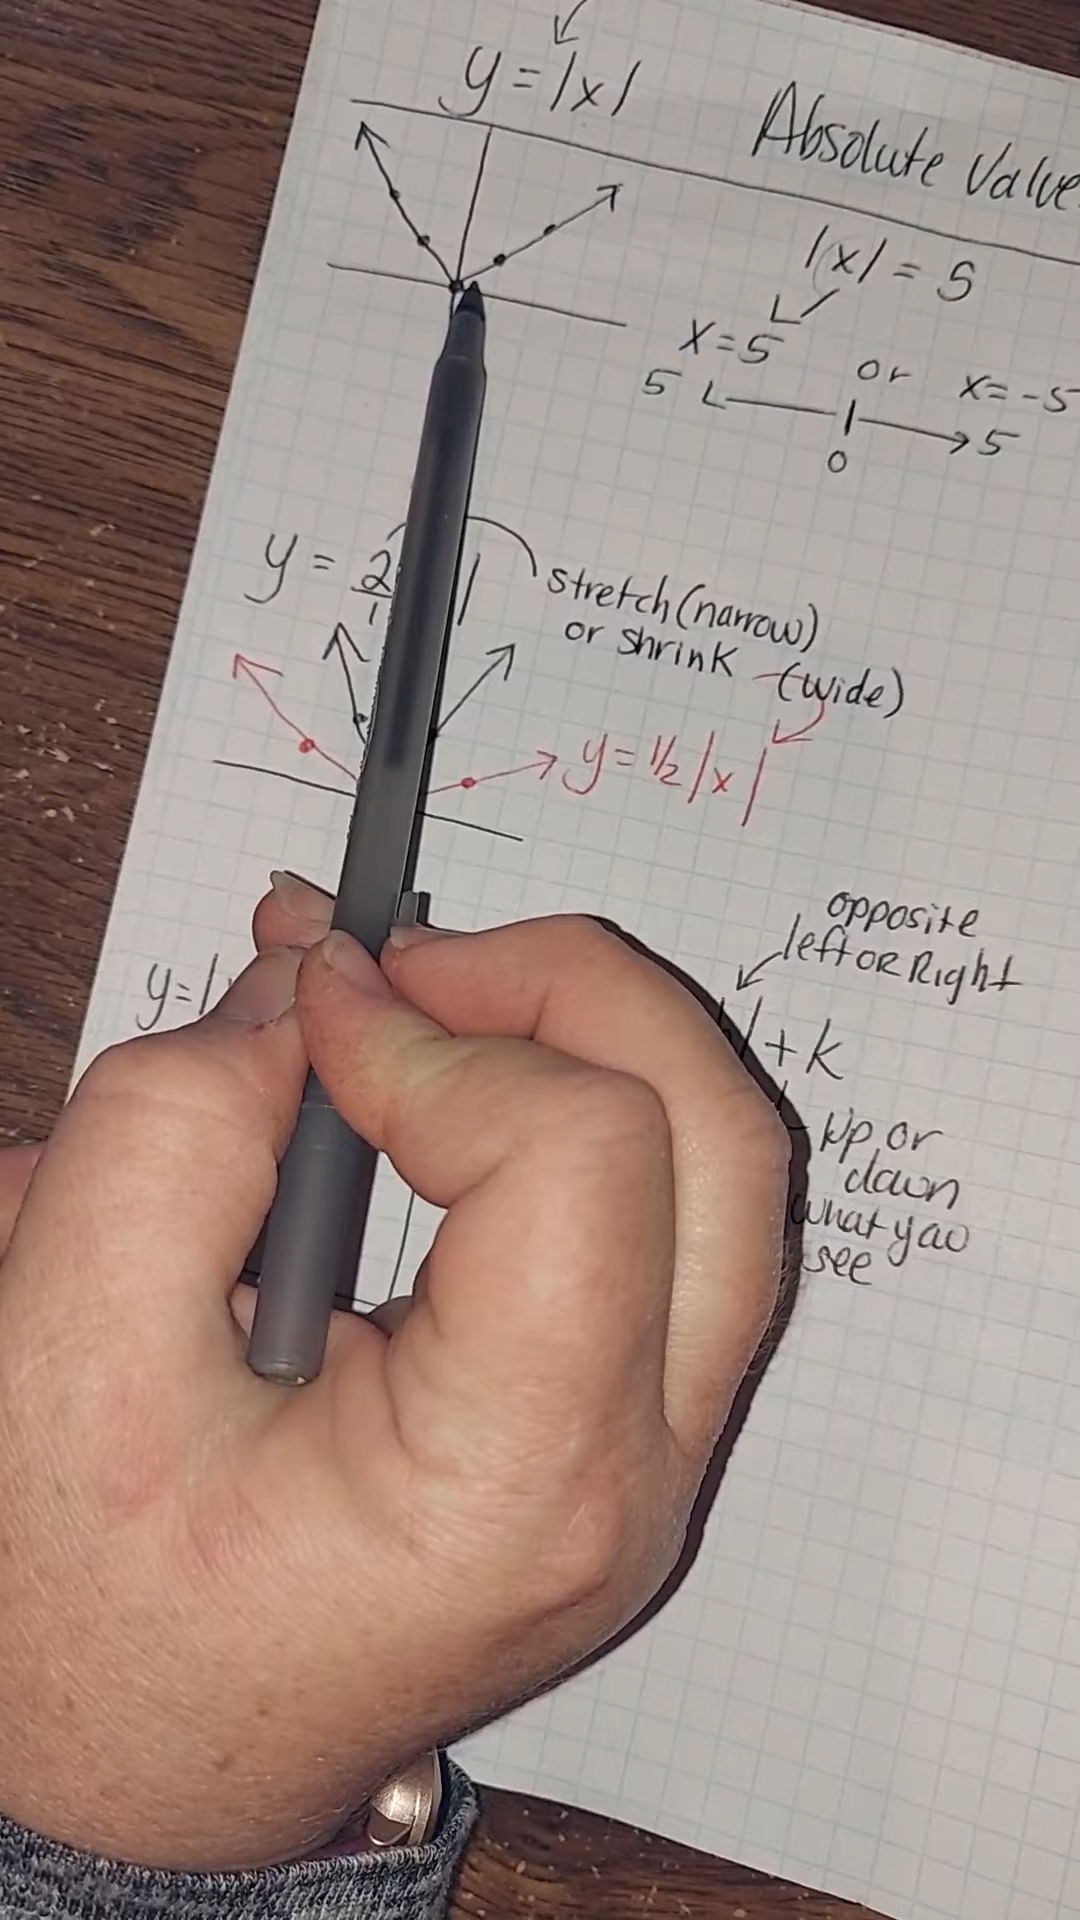 y = |x|
Absolute Value
|x| = 5
x = 5 or x = -5
5 5
0
y = 2/1 |
stretch (narrow)
or shrink (wide)
y = 1/2 |x|
opposite
left or Right
y = |
| + k
Up or
down
what you
see